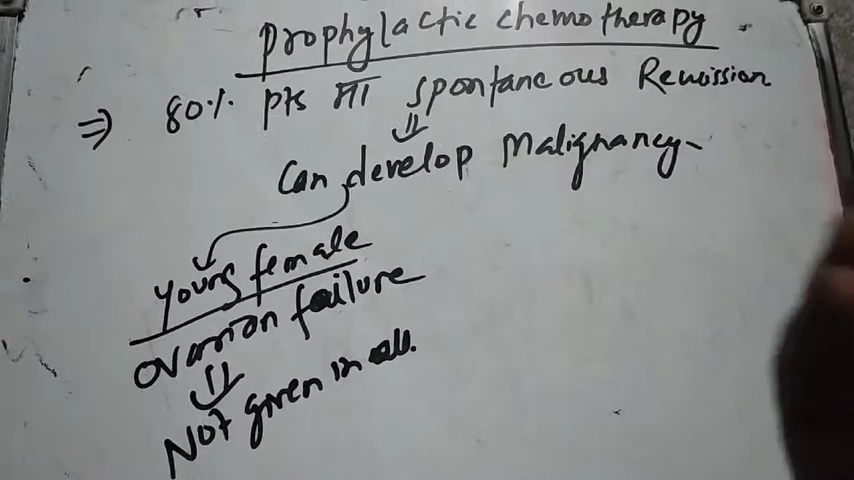 prophylactic chemotherapy
⇒ 80% pts मा spontaneous Remission
⇓
Can develop Malignancy
young female
ovarian failure
⇓
Not given in all.